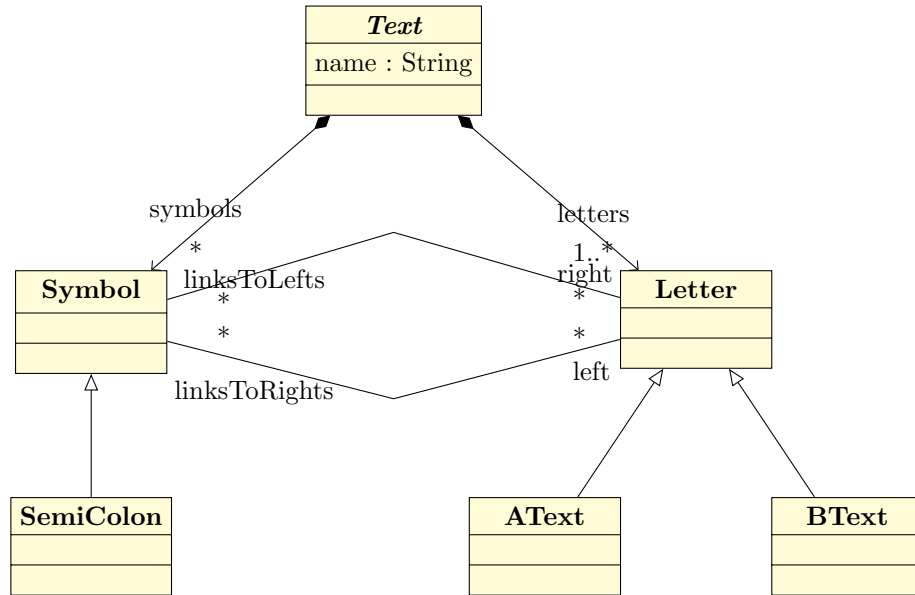 Text
name : String
symbols
letters
*
1..*
linksToLefts
right
*
*
Symbol
Letter
*
*
linksToRights
left
SemiColon
AText
BText